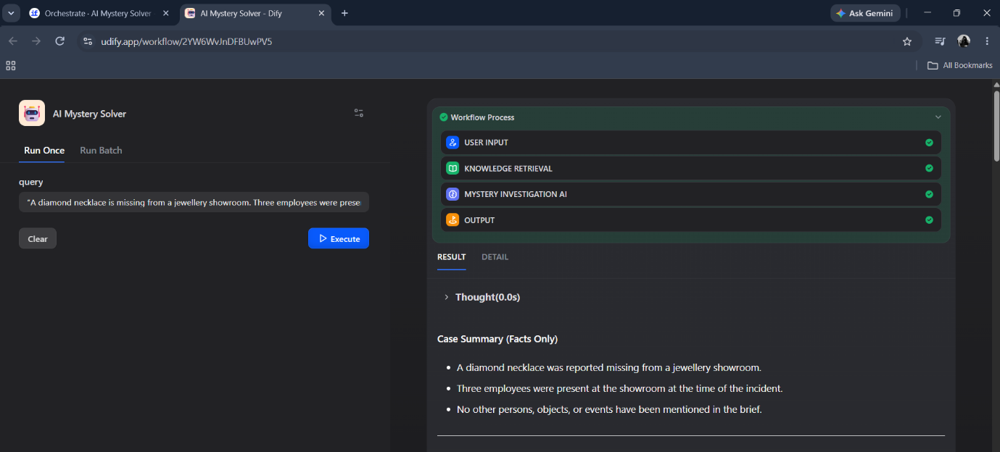 Orchestrate · AI Mystery Solver
AI Mystery Solver - Dify
Ask Gemini
udify.app/workflow/2YW6WvJnDFBUwPV5
All Bookmarks
AI Mystery Solver
Run Once
Run Batch
query
"A diamond necklace is missing from a jewellery showroom. Three employees were prese
Clear
Execute
Workflow Process
USER INPUT
KNOWLEDGE RETRIEVAL
MYSTERY INVESTIGATION AI
OUTPUT
RESULT
DETAIL
Thought(0.0s)
Case Summary (Facts Only)
• A diamond necklace was reported missing from a jewellery showroom.
• Three employees were present at the showroom at the time of the incident.
• No other persons, objects, or events have been mentioned in the brief.